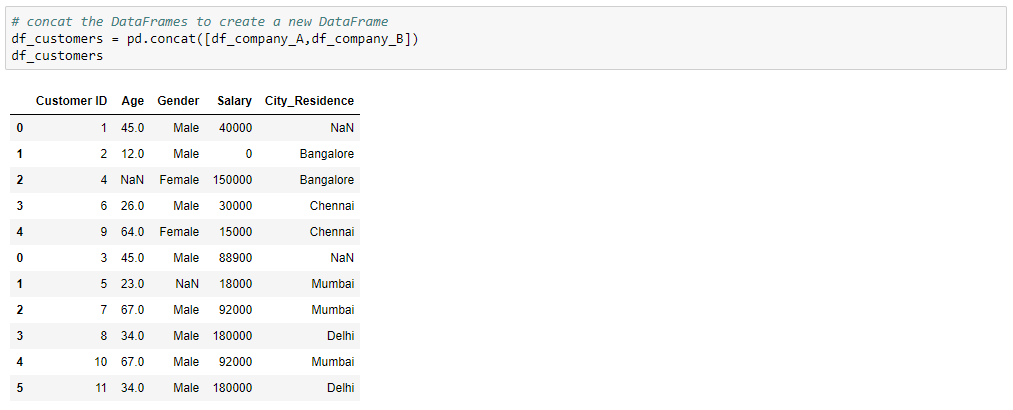 # concat the DataFrames to create a new DataFrame
df_customers = pd.concat([df_company_A,df_company_B])
df_customers
Customer ID Age Gender Salary City_Residence
0 1 45.0 Male 40000 NaN
1 2 12.0 Male 0 Bangalore
2 4 NaN Female 150000 Bangalore
3 6 26.0 Male 30000 Chennai
4 9 64.0 Female 15000 Chennai
0 3 45.0 Male 88900 NaN
1 5 23.0 NaN 18000 Mumbai
2 7 67.0 Male 92000 Mumbai
3 8 34.0 Male 180000 Delhi
4 10 67.0 Male 92000 Mumbai
5 11 34.0 Male 180000 Delhi